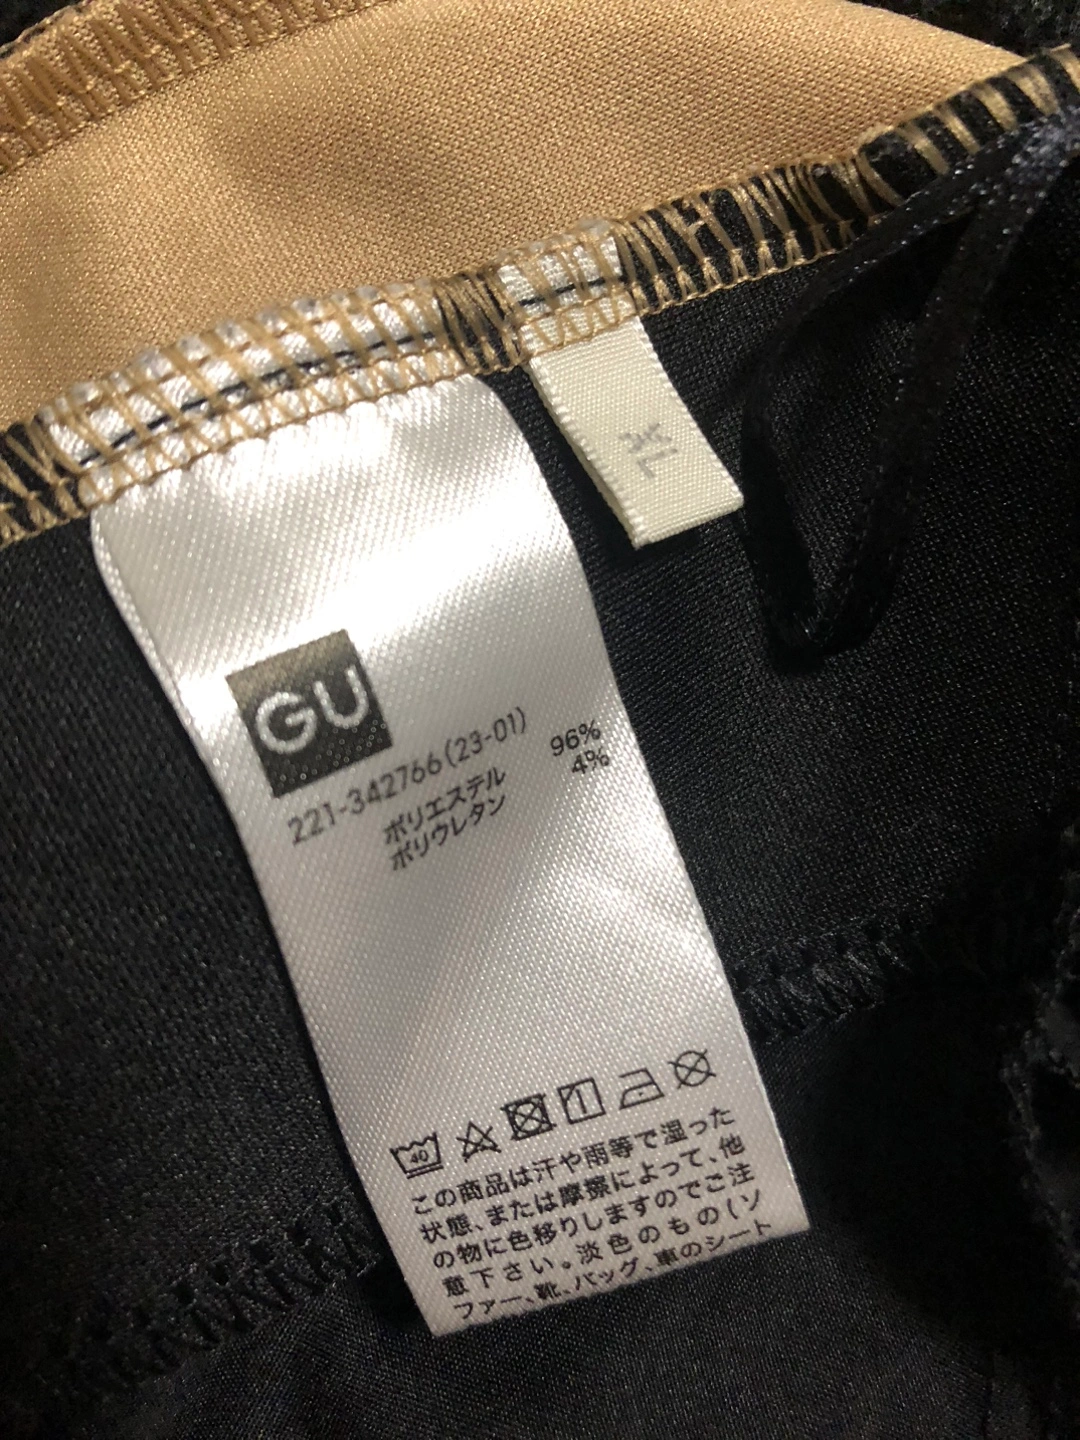 XL
GU
221-342766(23-01)
ポリエステル 96%
ポリウレタン 4%
40
この商品は汗や雨等で湿った
状態、または摩擦によって、他
の物に色移りしますのでご注
意下さい。淡色のもの(ソ
ファー、靴、バッグ、車のシート